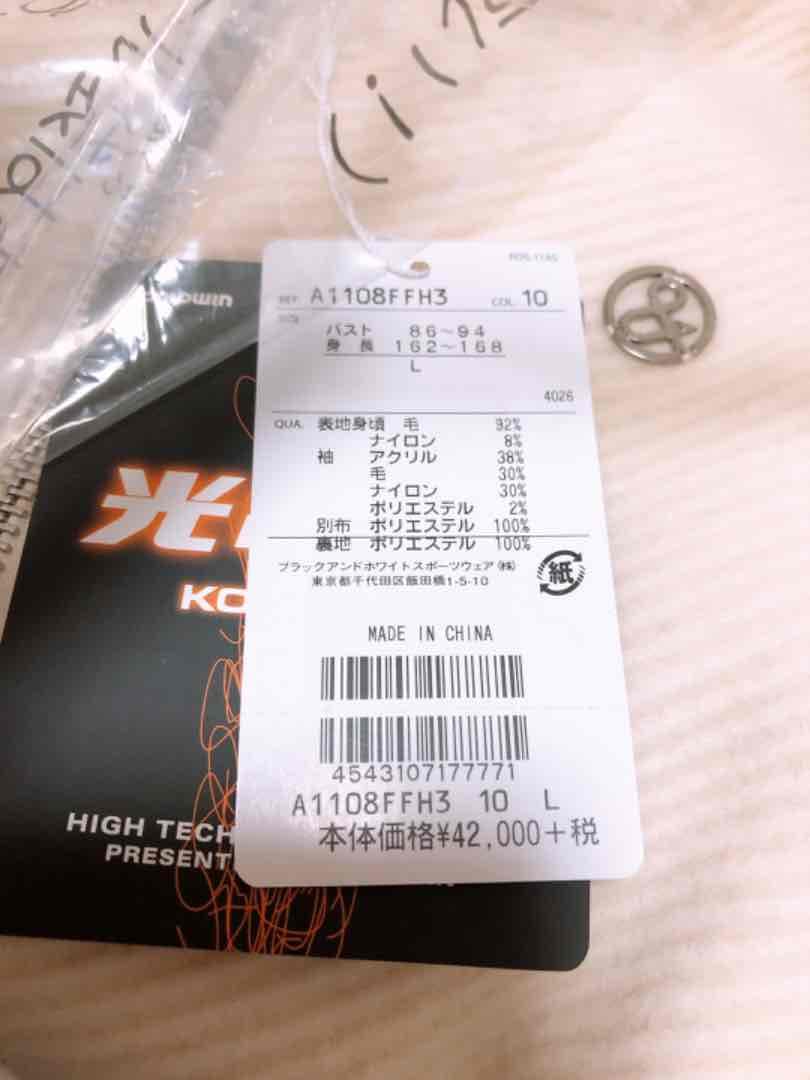 REF. A1108FFH3 COL. 10
SIZE
バスト 86〜94
身長 162〜168
L
4026
QUA. 表地身頃 毛 92%
ナイロン 8%
袖 アクリル 38%
毛 30%
ナイロン 30%
ポリエステル 2%
別布 ポリエステル 100%
裏地 ポリエステル 100%
ブラックアンドホワイトスポーツウェア(株)
東京都千代田区飯田橋1-5-10
紙
MADE IN CHINA
4543107177771
A1108FFH3 10 L
本体価格¥42,000+税
光
KO
HIGH TECH
PRESENT